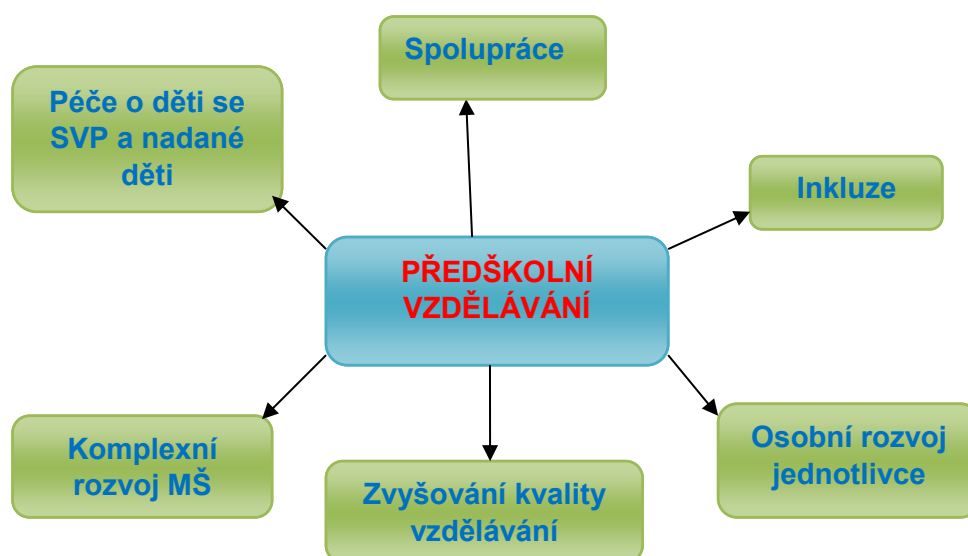 Spolupráce
Péče o děti se
SVP a nadané
děti
Inkluze
PŘEDŠKOLNÍ
VZDĚLÁVÁNÍ
Komplexní
rozvoj MŠ
Osobní rozvoj
jednotlivce
Zvyšování kvality
vzdělávání